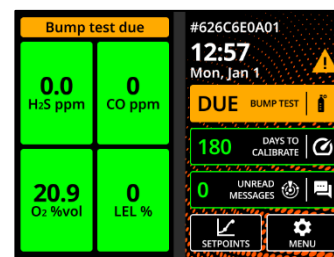 Bump test due
0.0
H₂S ppm
0
CO ppm
20.9
O₂ %vol
0
LEL %
#626C6E0A01
12:57
Mon, Jan 1
DUE BUMP TEST
180 DAYS TO
CALIBRATE
0 UNREAD
MESSAGES
SETPOINTS
MENU